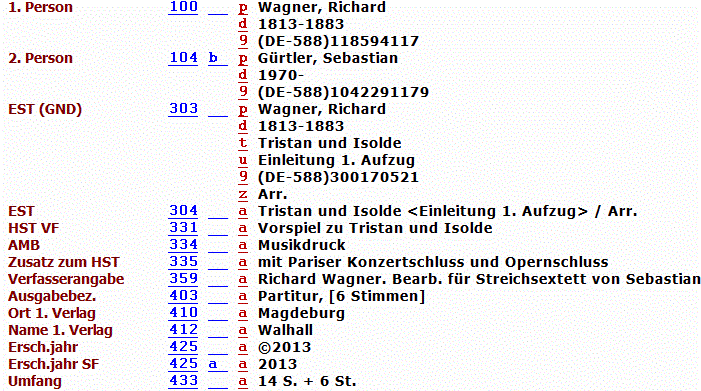 1. Person 100 __ p Wagner, Richard
d 1813-1883
9 (DE-588)118594117
2. Person 104 b_ p Gürtler, Sebastian
d 1970-
9 (DE-588)1042291179
EST (GND) 303 __ p Wagner, Richard
d 1813-1883
t Tristan und Isolde
u Einleitung 1. Aufzug
9 (DE-588)300170521
z Arr.
EST 304 __ a Tristan und Isolde <Einleitung 1. Aufzug> / Arr.
HST VF 331 __ a Vorspiel zu Tristan und Isolde
AMB 334 __ a Musikdruck
Zusatz zum HST 335 __ a mit Pariser Konzertschluss und Opernschluss
Verfasserangabe 359 __ a Richard Wagner. Bearb. für Streichsextett von Sebastian
Ausgabebez. 403 __ a Partitur, [6 Stimmen]
Ort 1. Verlag 410 __ a Magdeburg
Name 1. Verlag 412 __ a Walhall
Ersch.jahr 425 __ a ©2013
Ersch.jahr SF 425 a_ a 2013
Umfang 433 __ a 14 S. + 6 St.